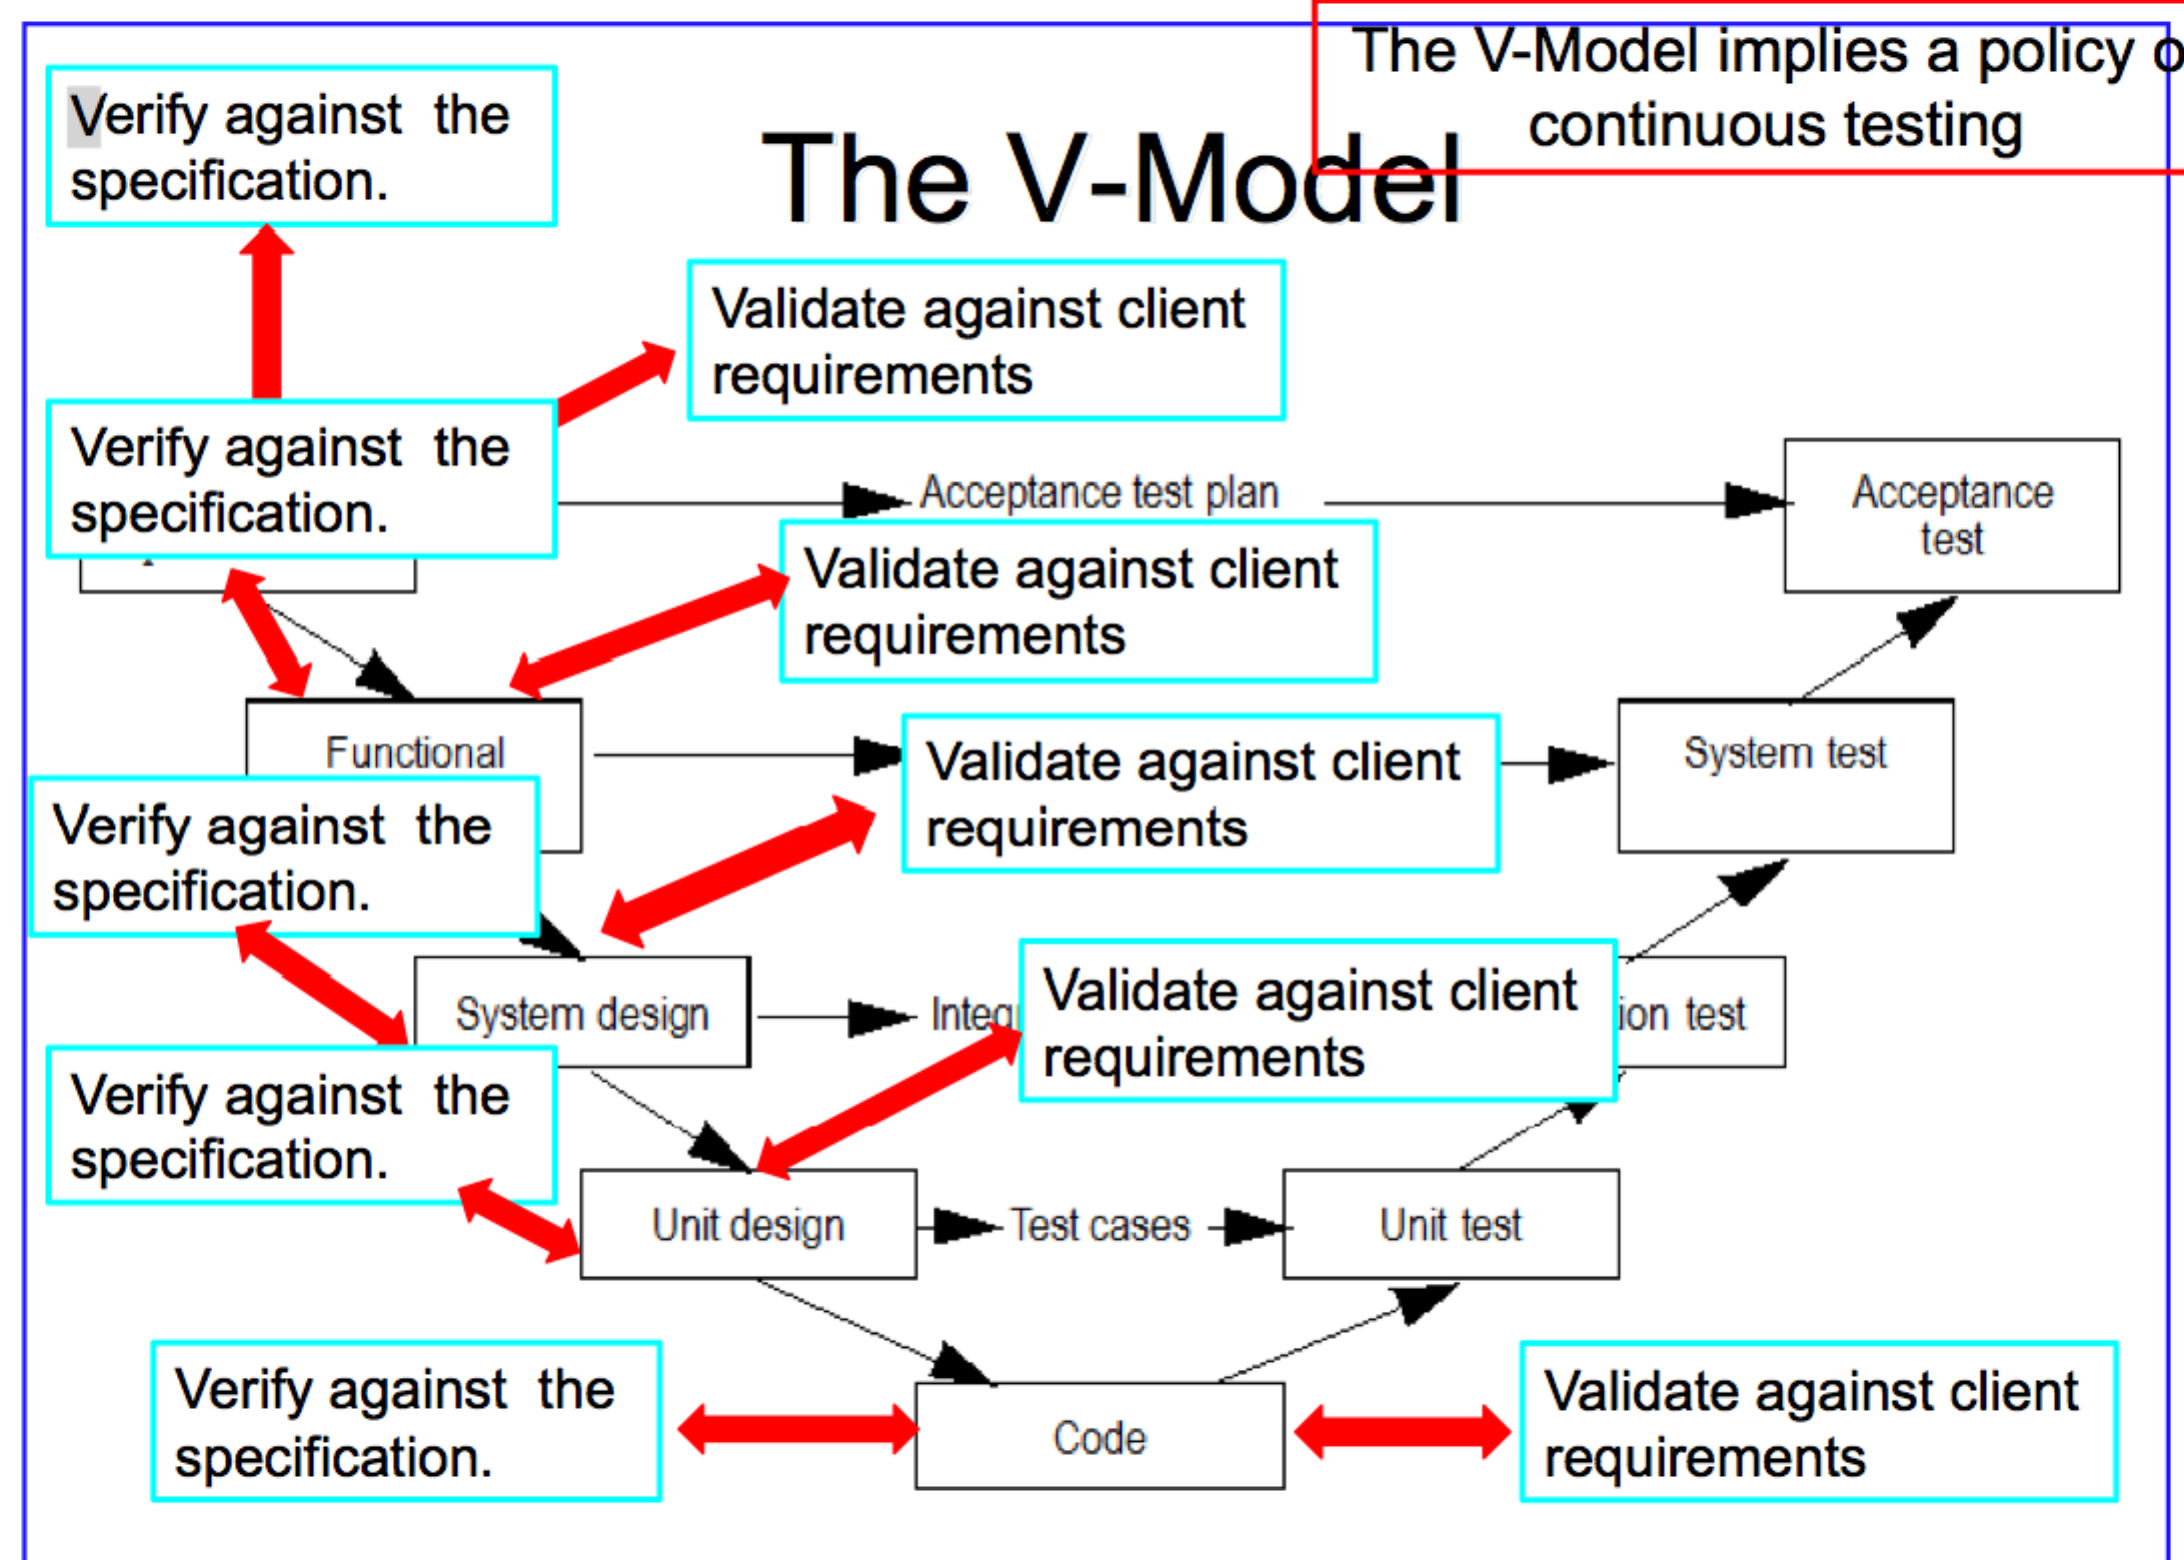 The V-Model implies a policy
continuous testing
Verify against the
specification.
The V-Model
Validate against client
requirements
Verify against the
specification.
Acceptance test plan
Acceptance
test
Validate against client
requirements
Functional
Validate against client
requirements
System test
Verify against the
specification.
System design
Validate against client
requirements
test
Verify against the
specification.
Unit design
Test cases
Unit test
Verify against the
specification.
Code
Validate against client
requirements